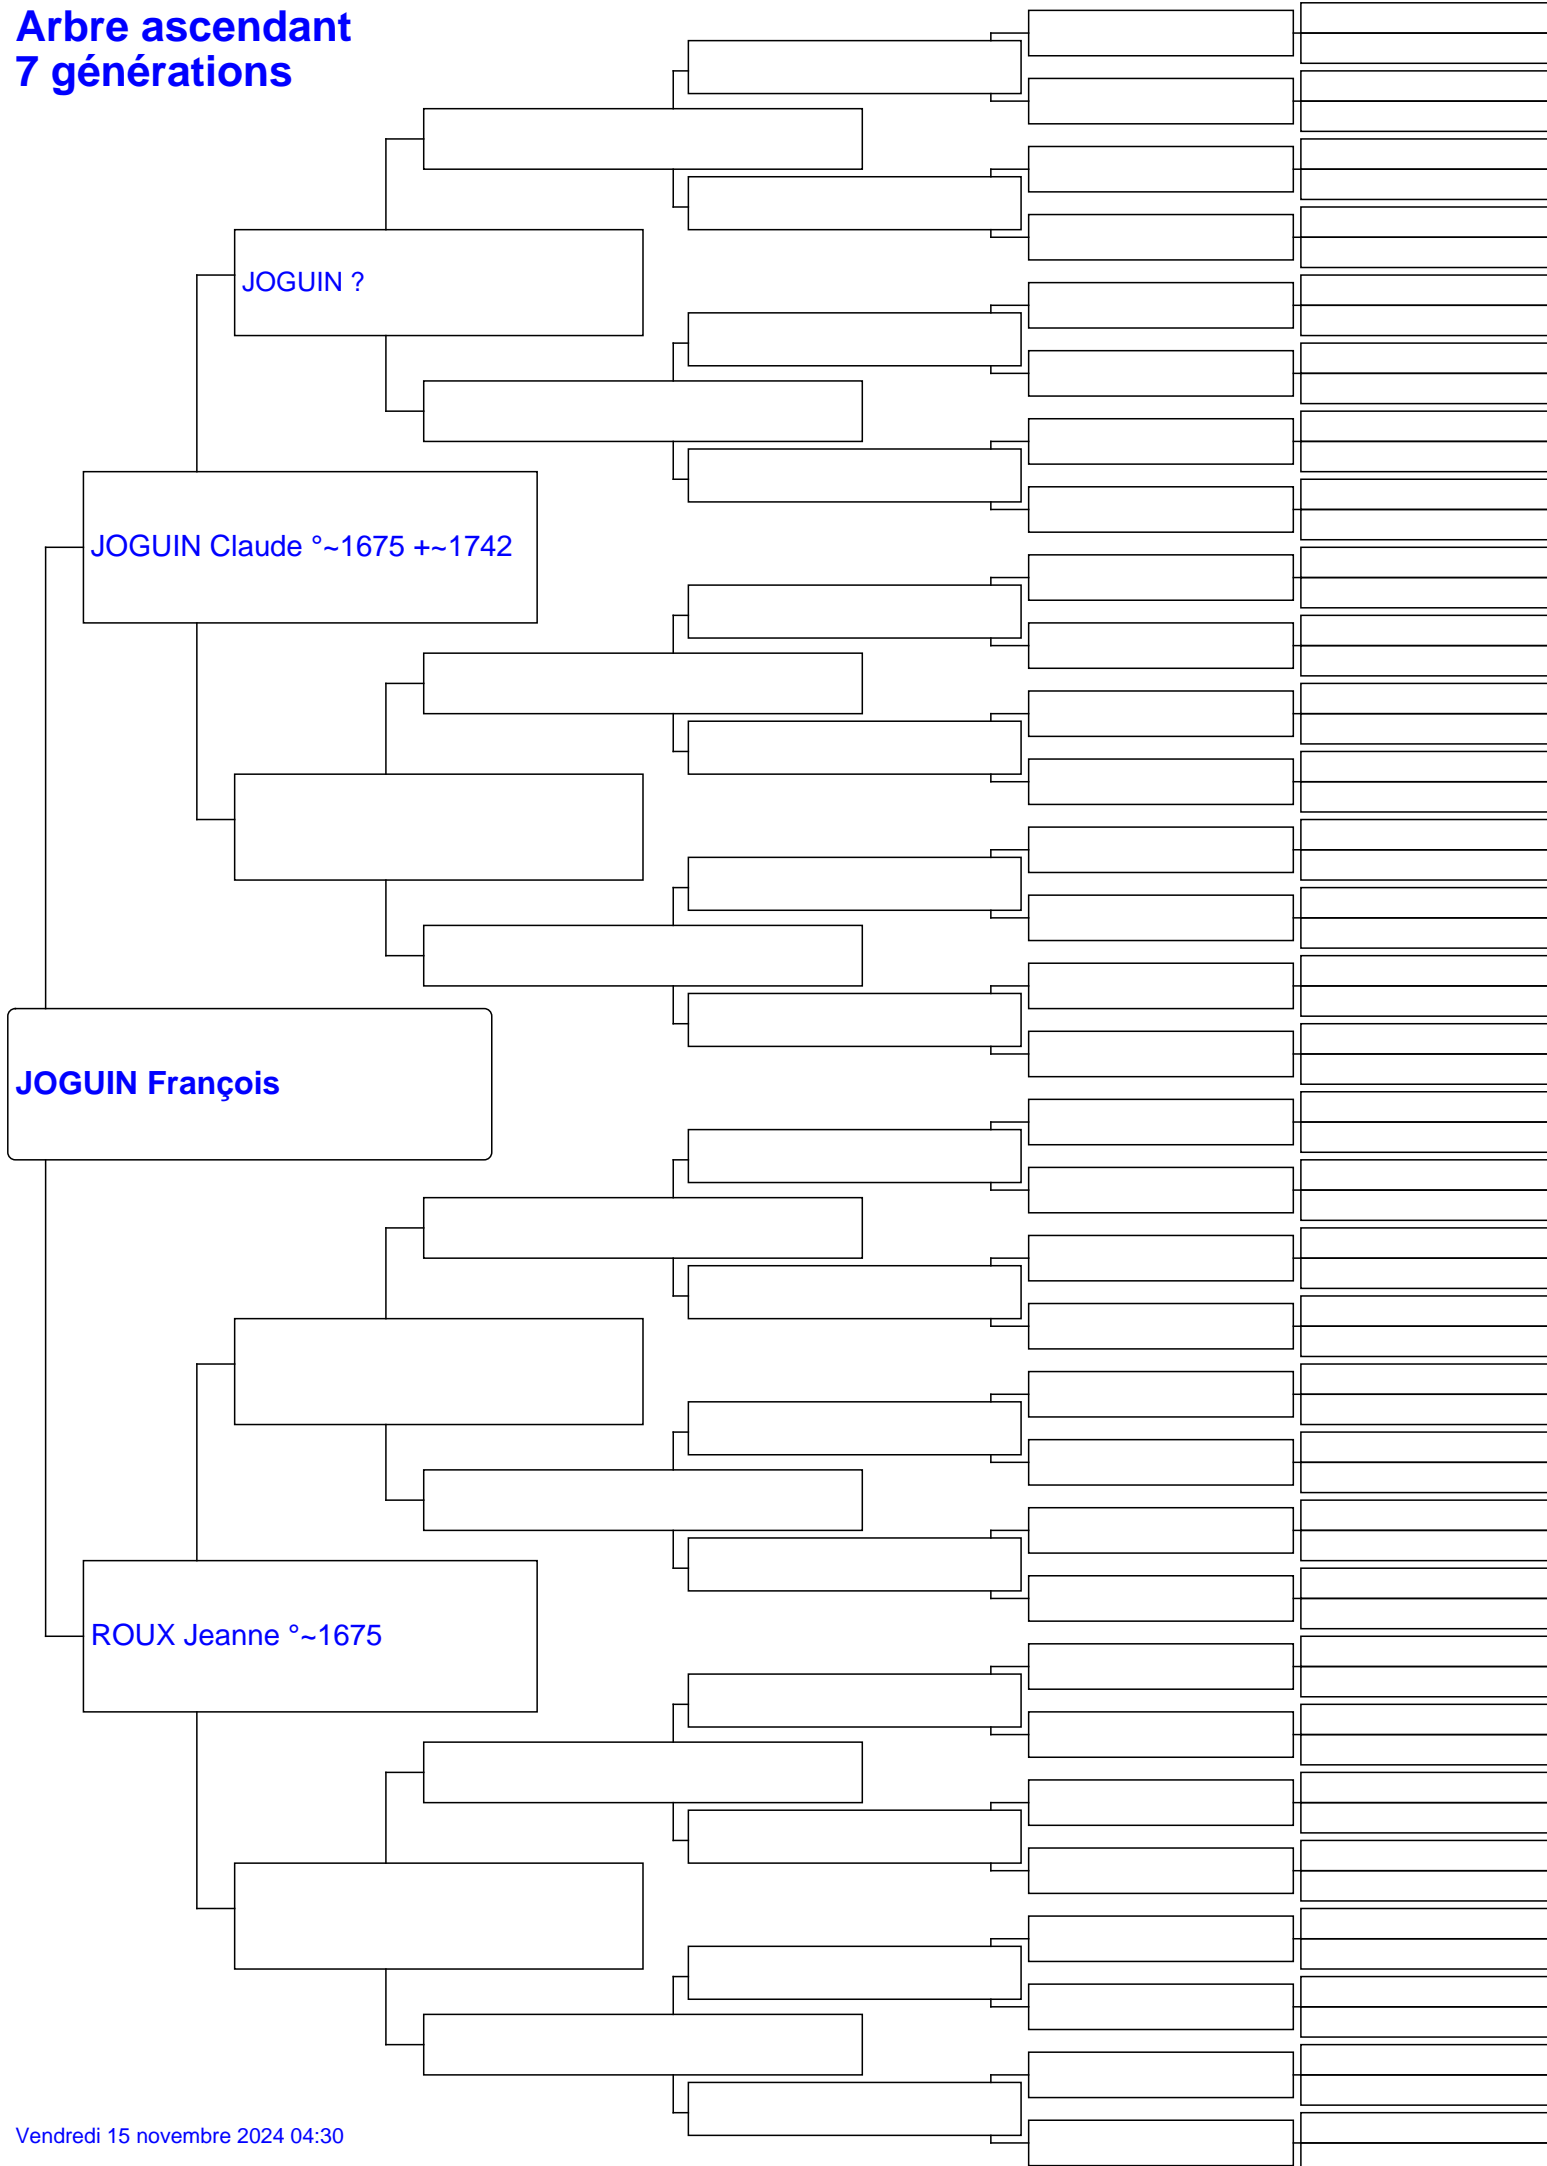 Arbre ascendant
7 générations
JOGUIN ?
JOGUIN Claude °~1675 +~1742
JOGUIN François
ROUX Jeanne °~1675
Vendredi 15 novembre 2024 04:30